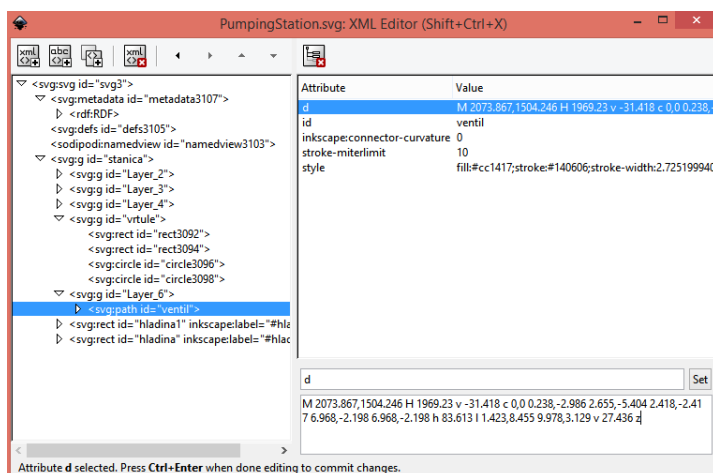 PumpingStation.svg: XML Editor (Shift+Ctrl+X)
xml abc xml
<svg:svg id="svg3">
<svg:metadata id="metadata3107">
<rdf:RDF>
<svg:defs id="defs3105">
<sodipodi:namedview id="namedview3103">
<svg:g id="stanica">
<svg:g id="Layer_2">
<svg:g id="Layer_3">
<svg:g id="Layer_4">
<svg:g id="vrtule">
<svg:rect id="rect3092">
<svg:rect id="rect3094">
<svg:circle id="circle3096">
<svg:circle id="circle3098">
<svg:g id="Layer_6">
<svg:path id="ventil">
<svg:rect id="hladina1" inkscape:label="#hla
<svg:rect id="hladina" inkscape:label="#hlac
Attribute Value
d M 2073.867,1504.246 H 1969.23 v -31.418 c 0,0 0.238,-
id ventil
inkscape:connector-curvature 0
stroke-miterlimit 10
style fill:#cc1417;stroke:#140606;stroke-width:2.725199940
d Set
M 2073.867,1504.246 H 1969.23 v -31.418 c 0,0 0.238,-2.986 2.655,-5.404 2.418,-2.41
7 6.968,-2.198 6.968,-2.198 h 83.613 l 1.423,8.455 9.978,3.129 v 27.436 z
Attribute d selected. Press Ctrl+Enter when done editing to commit changes.